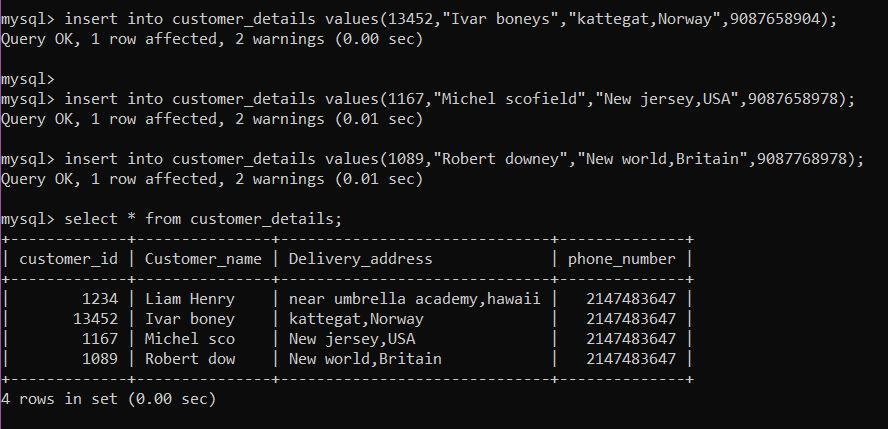 mysql> insert into customer_details values(13452,"Ivar boneys","kattegat,Norway",9087658904);
Query OK, 1 row affected, 2 warnings (0.00 sec)
mysql>
mysql> insert into customer_details values(1167,"Michel scofield","New jersey,USA",9087658978);
Query OK, 1 row affected, 2 warnings (0.01 sec)
mysql> insert into customer_details values(1089,"Robert downey","New world,Britain",9087768978);
Query OK, 1 row affected, 2 warnings (0.01 sec)
mysql> select * from customer_details;
+-------------+---------------+------------------------------+--------------+
| customer_id | Customer_name | Delivery_address             | phone_number |
+-------------+---------------+------------------------------+--------------+
|        1234 | Liam Henry    | near umbrella academy,hawaii |   2147483647 |
|       13452 | Ivar boney    | kattegat,Norway              |   2147483647 |
|        1167 | Michel sco    | New jersey,USA               |   2147483647 |
|        1089 | Robert dow    | New world,Britain            |   2147483647 |
+-------------+---------------+------------------------------+--------------+
4 rows in set (0.00 sec)